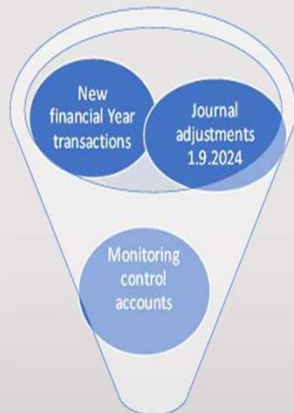 New
financial Year
transactions
Journal
adjustments
1.9.2024
Monitoring
control
accounts